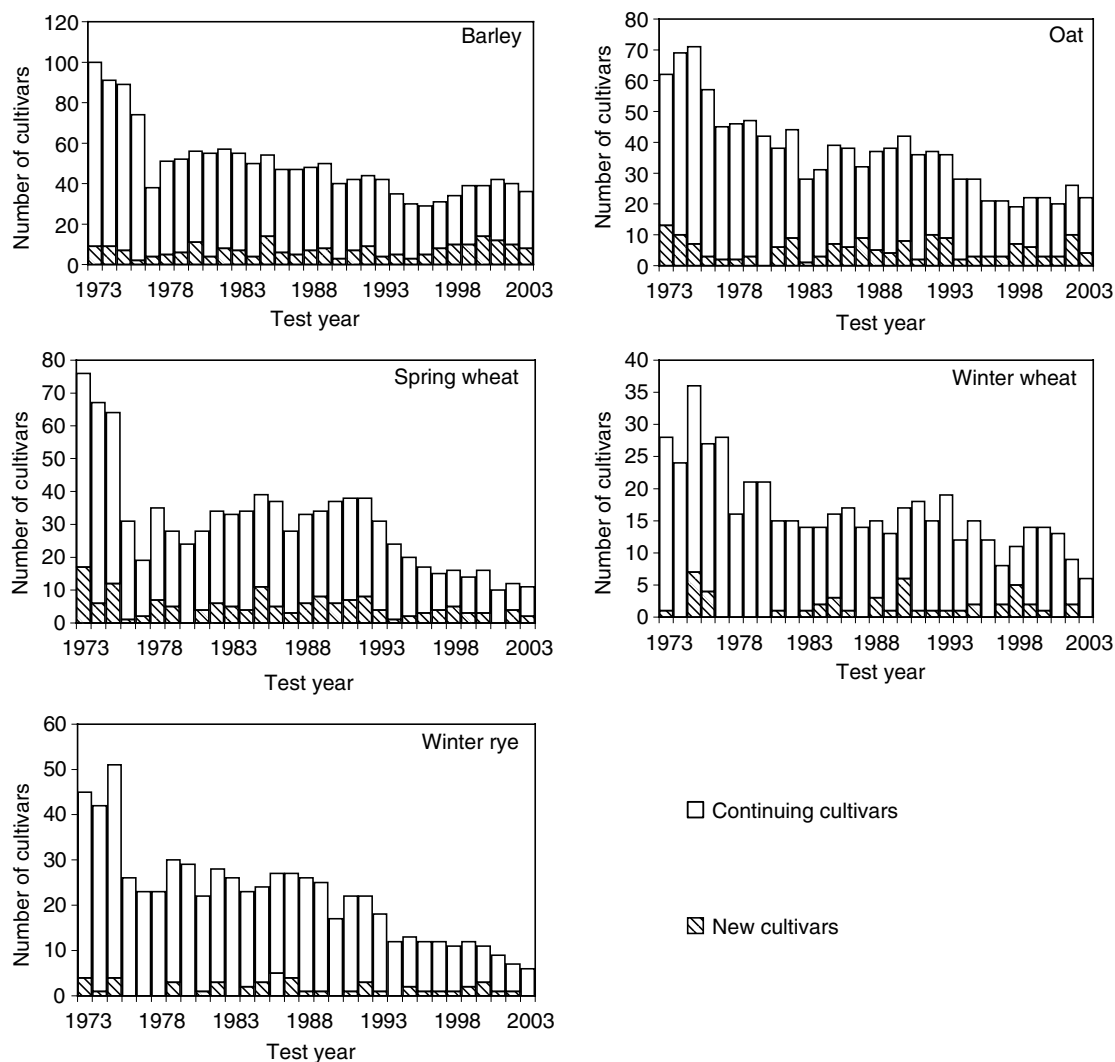 Barley
Number of cultivars
120
100
80
60
40
20
0
1973 1978 1983 1988 1993 1998 2003
Test year
Oat
Number of cultivars
80
70
60
50
40
30
20
10
0
1973 1978 1983 1988 1993 1998 2003
Test year
Spring wheat
Number of cultivars
80
70
60
50
40
30
20
10
0
1973 1978 1983 1988 1993 1998 2003
Test year
Winter wheat
Number of cultivars
40
35
30
25
20
15
10
5
0
1973 1978 1983 1988 1993 1998 2003
Test year
Winter rye
Number of cultivars
60
50
40
30
20
10
0
1973 1978 1983 1988 1993 1998 2003
Test year
Continuing cultivars
New cultivars